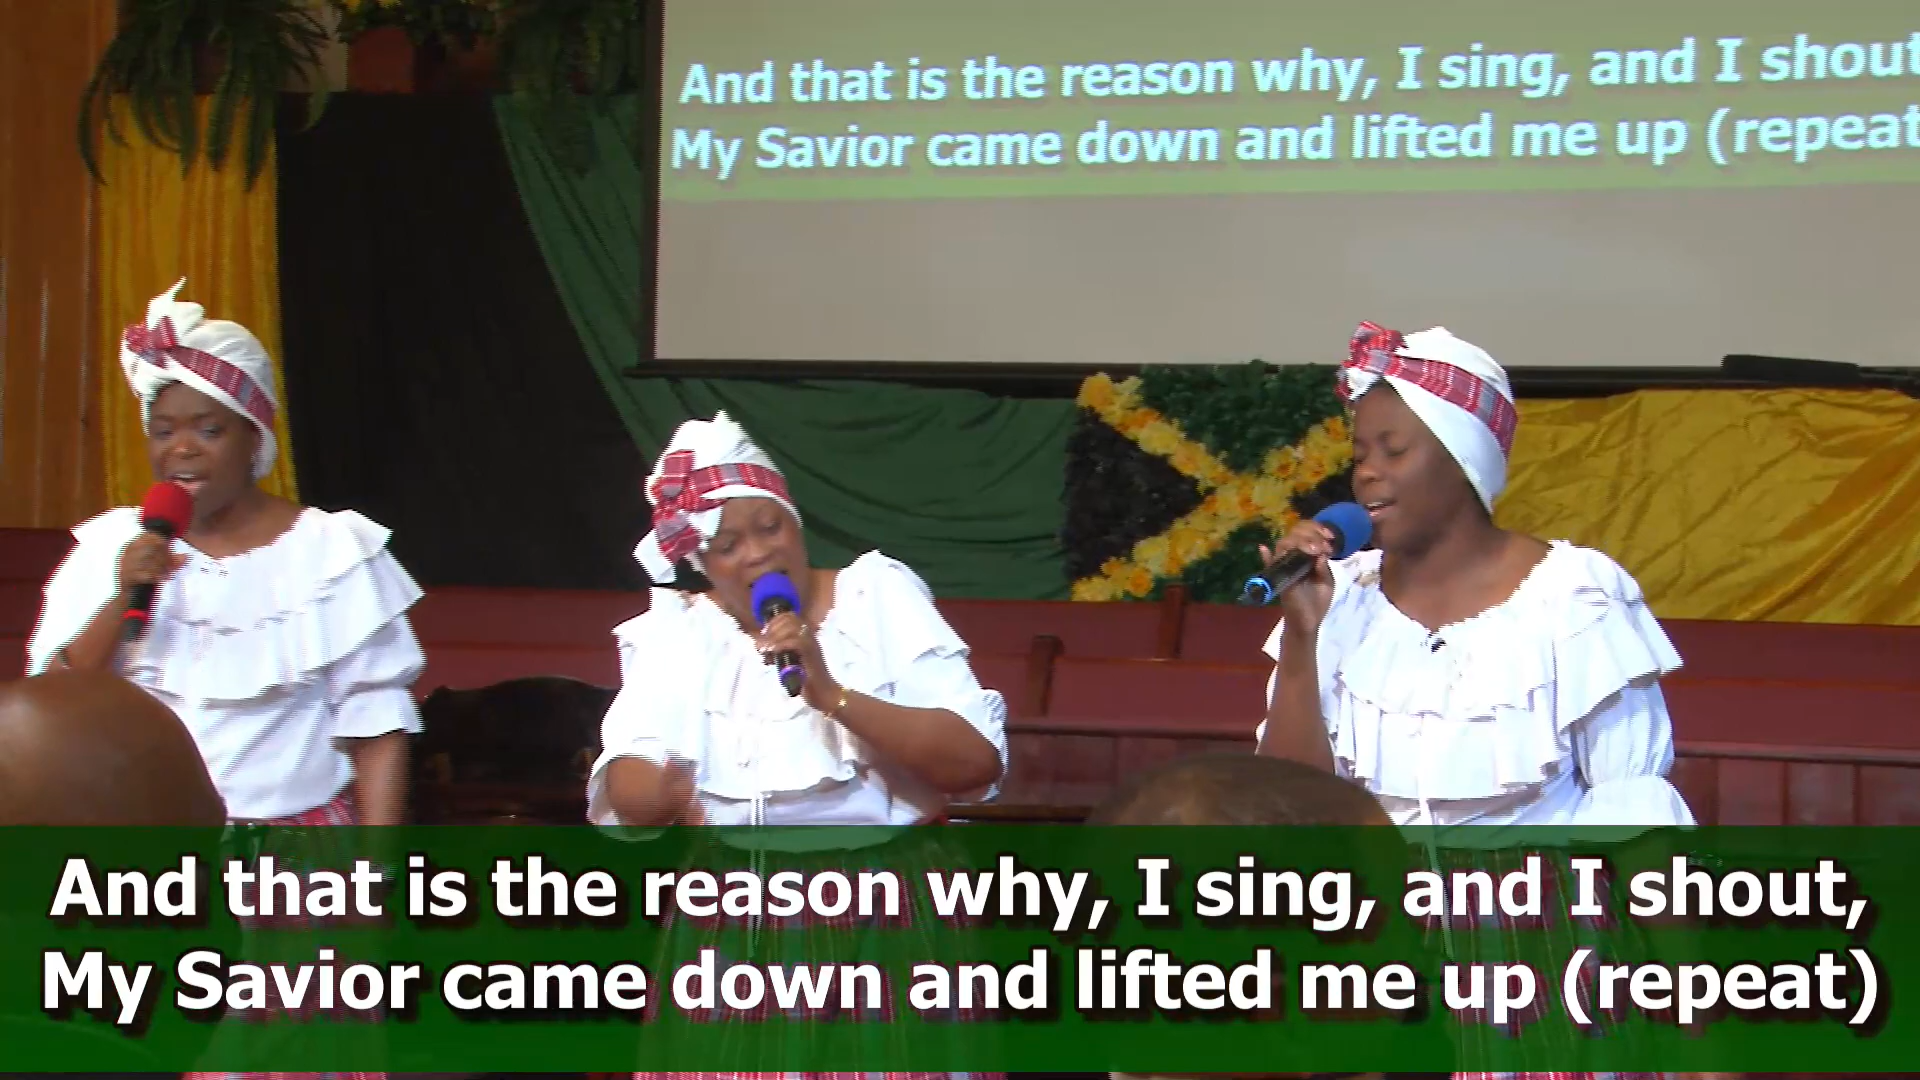 And that is the reason why, I sing, and I shout
My Savior came down and lifted me up (repeat
And that is the reason why, I sing, and I shout,
My Savior came down and lifted me up (repeat)